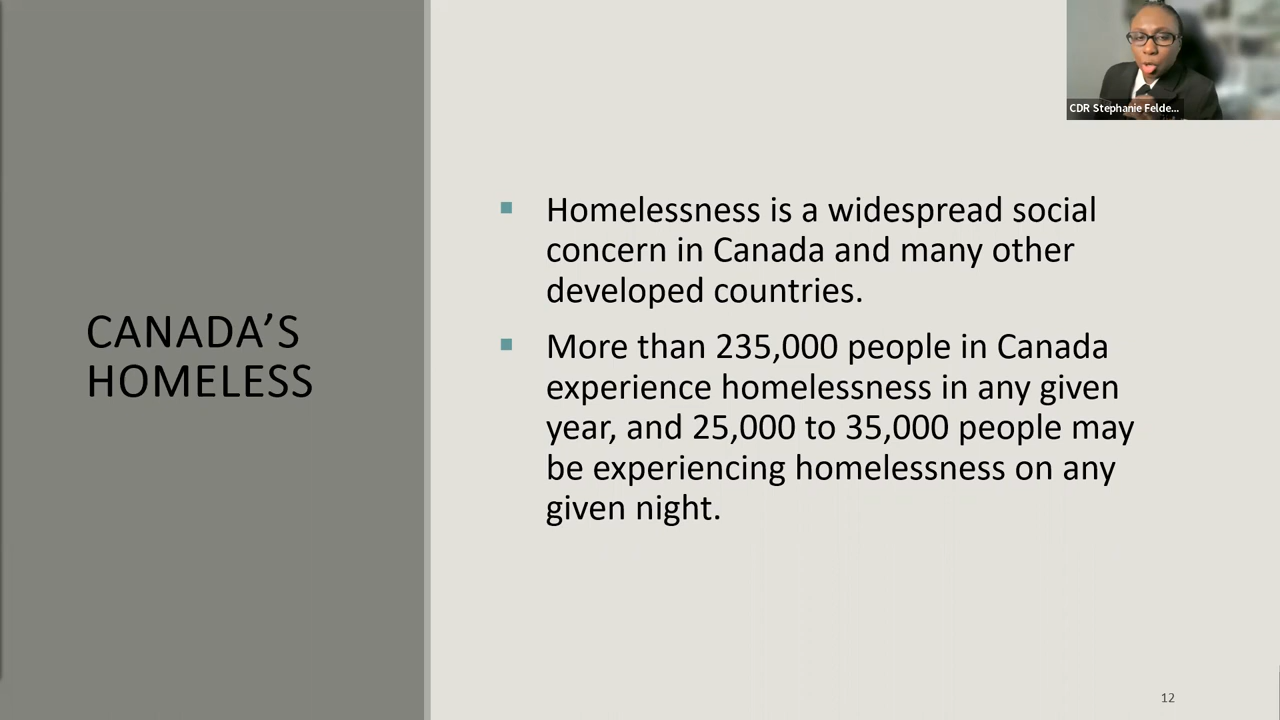 CDR Stephanie Felde...
CANADA’S
HOMELESS
Homelessness is a widespread social
concern in Canada and many other
developed countries.
More than 235,000 people in Canada
experience homelessness in any given
year, and 25,000 to 35,000 people may
be experiencing homelessness on any
given night.
12